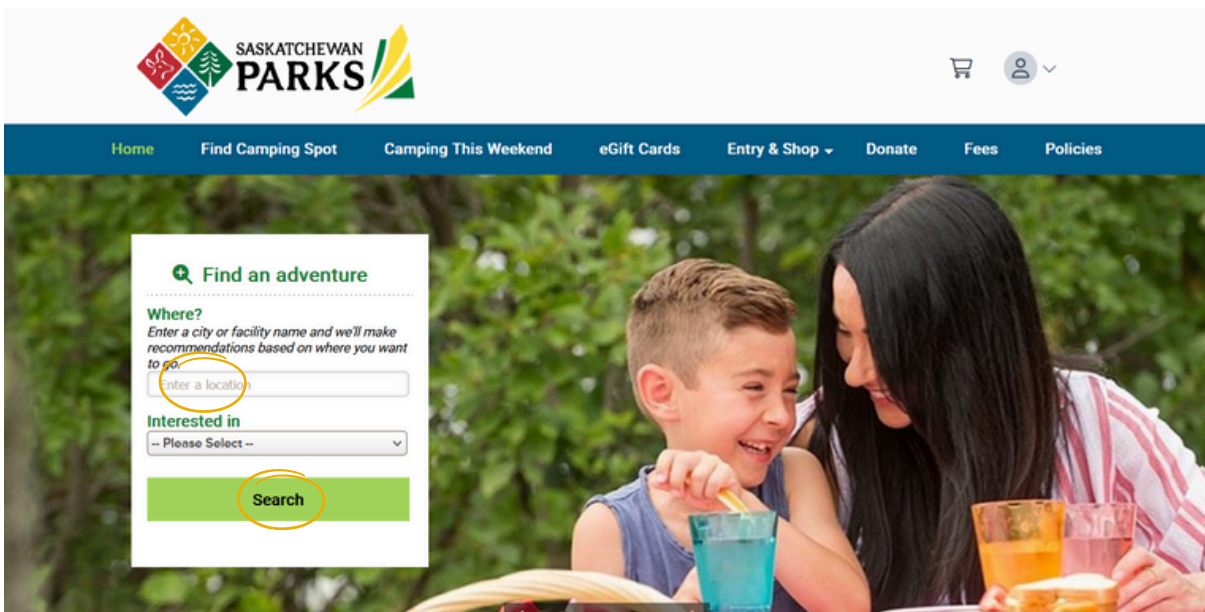 SASKATCHEWAN
PARKS
Home Find Camping Spot Camping This Weekend eGift Cards Entry & Shop Donate Fees Policies
Find an adventure
Where?
Enter a city or facility name and we'll make
recommendations based on where you want
to go.
Enter a location
Interested in
-- Please Select --
Search